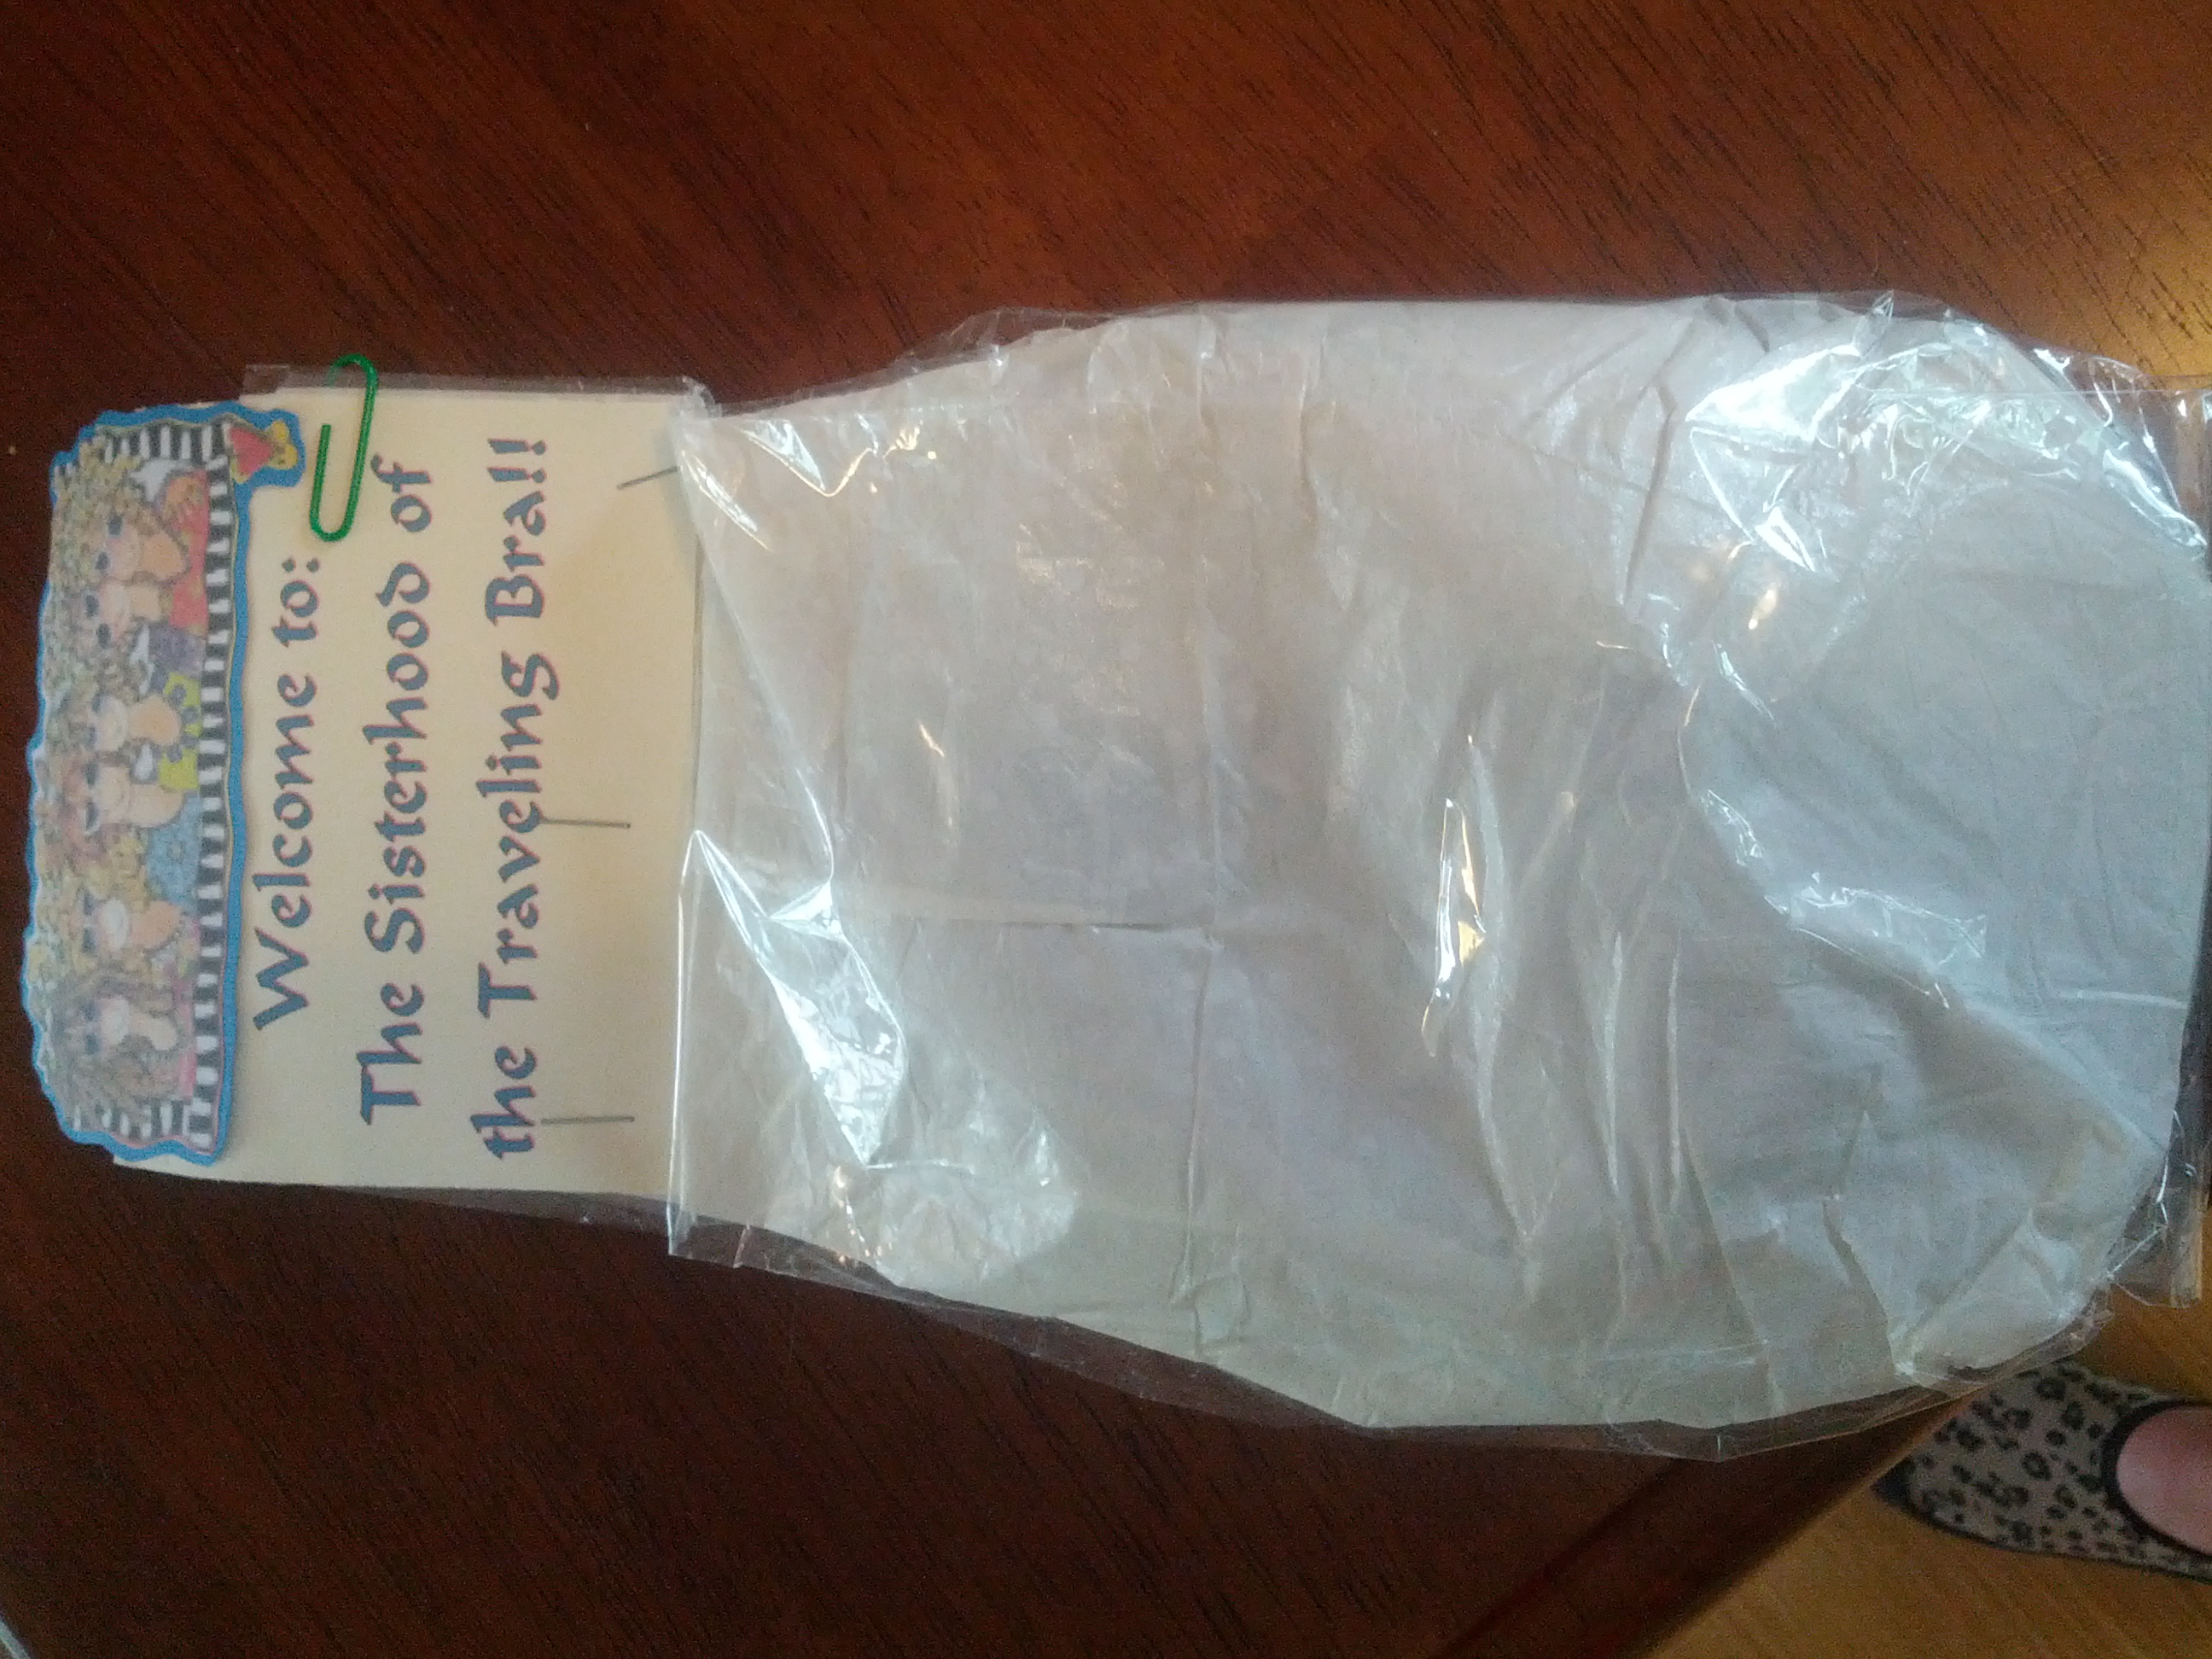 Welcome to:
The Sisterhood of
the Traveling Bra!!